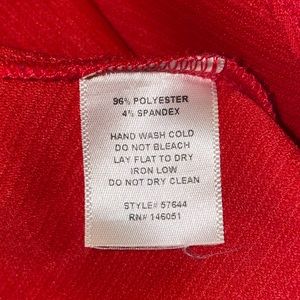 96% POLYESTER
4% SPANDEX
HAND WASH COLD
DO NOT BLEACH
LAY FLAT TO DRY
IRON LOW
DO NOT DRY CLEAN
STYLE# 57644
RN# 146051